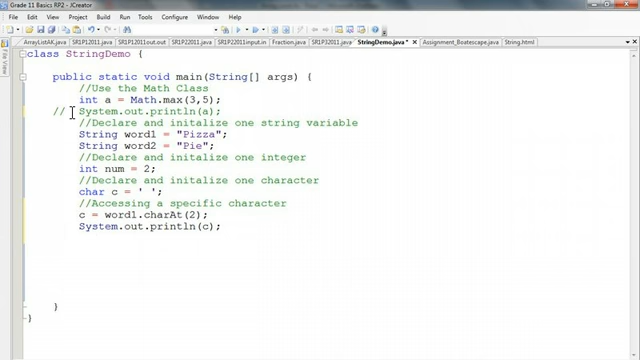 Grade 11 Basics RP2 - JCreator
File Edit View Project Build Run Tools Configure Window Help
ArrayListAK.java SR1P12011.java SR1P12011out.out SR1P22011.java SR1P22011input.in Fraction.java StringDemo.java * Assignment_Boatescape.java String.html
File View
class StringDemo {
public static void main(String[] args) {
//Use the Math Class
int a = Math.max(3,5);
// System.out.println(a);
//Declare and initalize one string variable
String word1 = "Pizza";
String word2 = "Pie";
//Declare and initalize one integer
int num = 2;
//Declare and initalize one character
char c = ' ';
//Accessing a specific character
c = word1.charAt(2);
System.out.println(c);
}
}